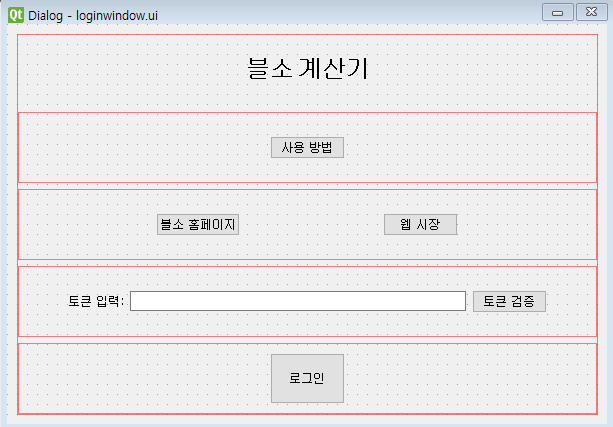 Qt Dialog - loginwindow.ui
블소 계산기
사용 방법
블소 홈페이지 웹 시장
토큰 입력: 토큰 검증
로그인